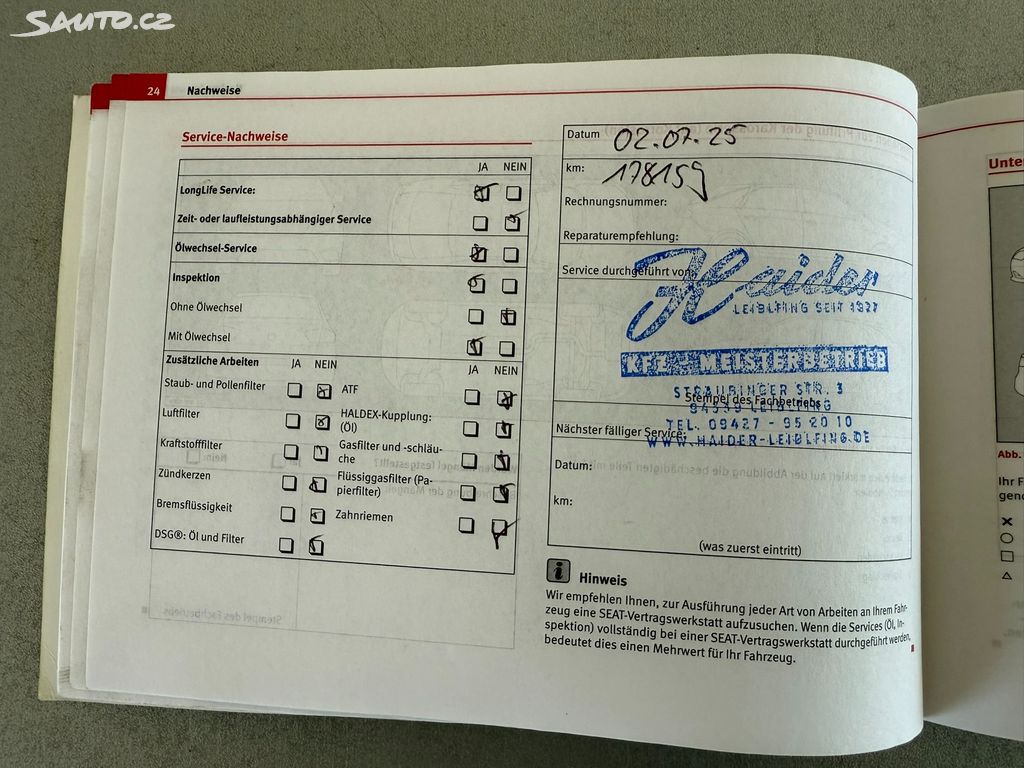 SAUTO.CZ
24 Nachweise
Service-Nachweise
JA NEIN
LongLife Service:
Zeit- oder laufleistungsabhängiger Service
Ölwechsel-Service
Inspektion
Ohne Ölwechsel
Mit Ölwechsel
Zusätzliche Arbeiten JA NEIN JA NEIN
Staub- und Pollenfilter ATF
Luftfilter HALDEX-Kupplung:
(Öl)
Kraftstofffilter Gasfilter und -schläu-
che
Zündkerzen Flüssiggasfilter (Pa-
pierfilter)
Bremsflüssigkeit Zahnriemen
DSG®: Öl und Filter
Datum 02.07.25
km: 178159
Rechnungsnummer:
Reparaturempfehlung:
Service durchgeführt von:
Haider
LEIBLFING SEIT 1927
KFZ - MEISTERBETRIEB
STRAUBINGER STR. 3
Stempel des Fachbetriebs
94339 LEIBLFING
TEL. 09427 - 95 20 10
Nächster fälliger Service:
WWW.HAIDER-LEIBLFING.DE
Datum:
km:
(was zuerst eintritt)
i Hinweis
Wir empfehlen Ihnen, zur Ausführung jeder Art von Arbeiten an Ihrem Fahr-
zeug eine SEAT-Vertragswerkstatt aufzusuchen. Wenn die Services (Öl, In-
spektion) vollständig bei einer SEAT-Vertragswerkstatt durchgeführt werden,
bedeutet dies einen Mehrwert für Ihr Fahrzeug.
Unter
Abb.
Ihr F
geno